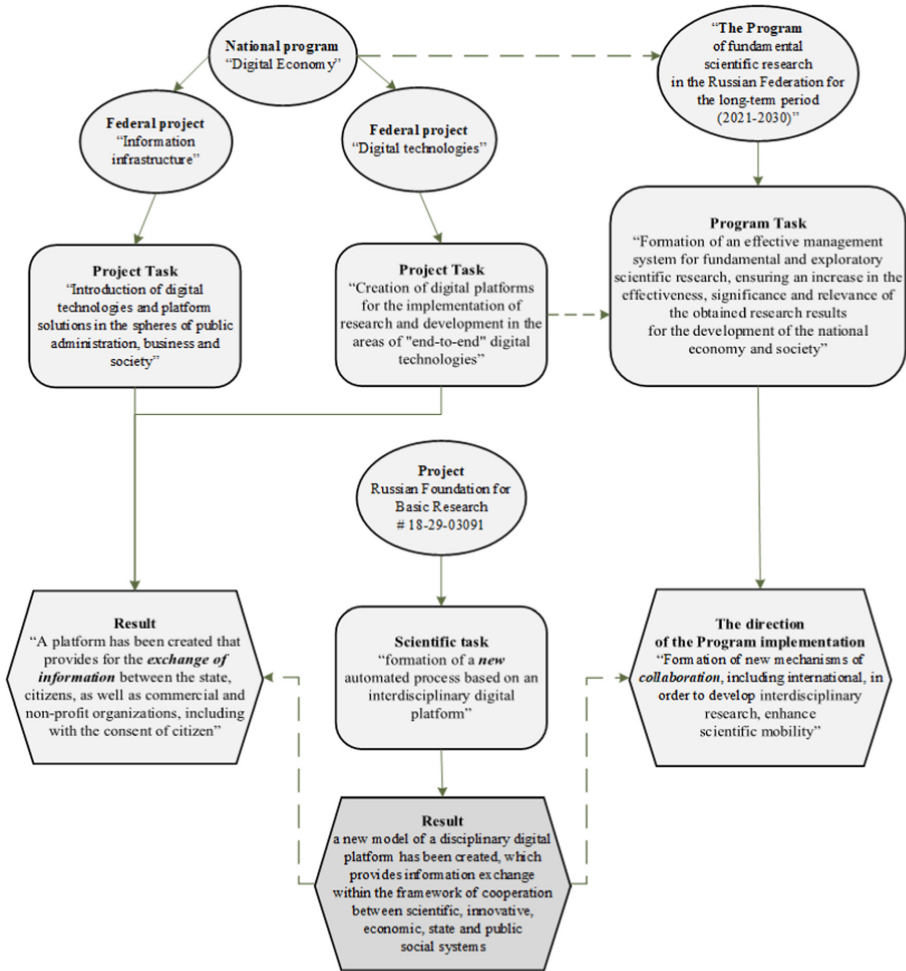 National program
“Digital Economy”
“The Program
of fundamental
scientific research
in the Russian Federation for
the long-term period
(2021-2030)”
Federal project
“Information
infrastructure”
Federal project
“Digital technologies”
Project Task
“Introduction of digital
technologies and platform
solutions in the spheres of public
administration, business and
society”
Project Task
“Creation of digital platforms
for the implementation of
research and development in the
areas of "end-to-end" digital
technologies”
Program Task
“Formation of an effective management
system for fundamental and exploratory
scientific research, ensuring an increase in the
effectiveness, significance and relevance of
the obtained research results
for the development of the national
economy and society”
Project
Russian Foundation for
Basic Research
# 18-29-03091
Result
“A platform has been created that
provides for the exchange of
information between the state,
citizens, as well as commercial and
non-profit organizations, including
with the consent of citizen”
Scientific task
“formation of a new
automated process based on an
interdisciplinary digital
platform”
The direction
of the Program implementation
“Formation of new mechanisms of
collaboration, including international, in
order to develop interdisciplinary
research, enhance
scientific mobility”
Result
a new model of a disciplinary digital
platform has been created, which
provides information exchange
within the framework of cooperation
between scientific, innovative,
economic, state and public
social systems